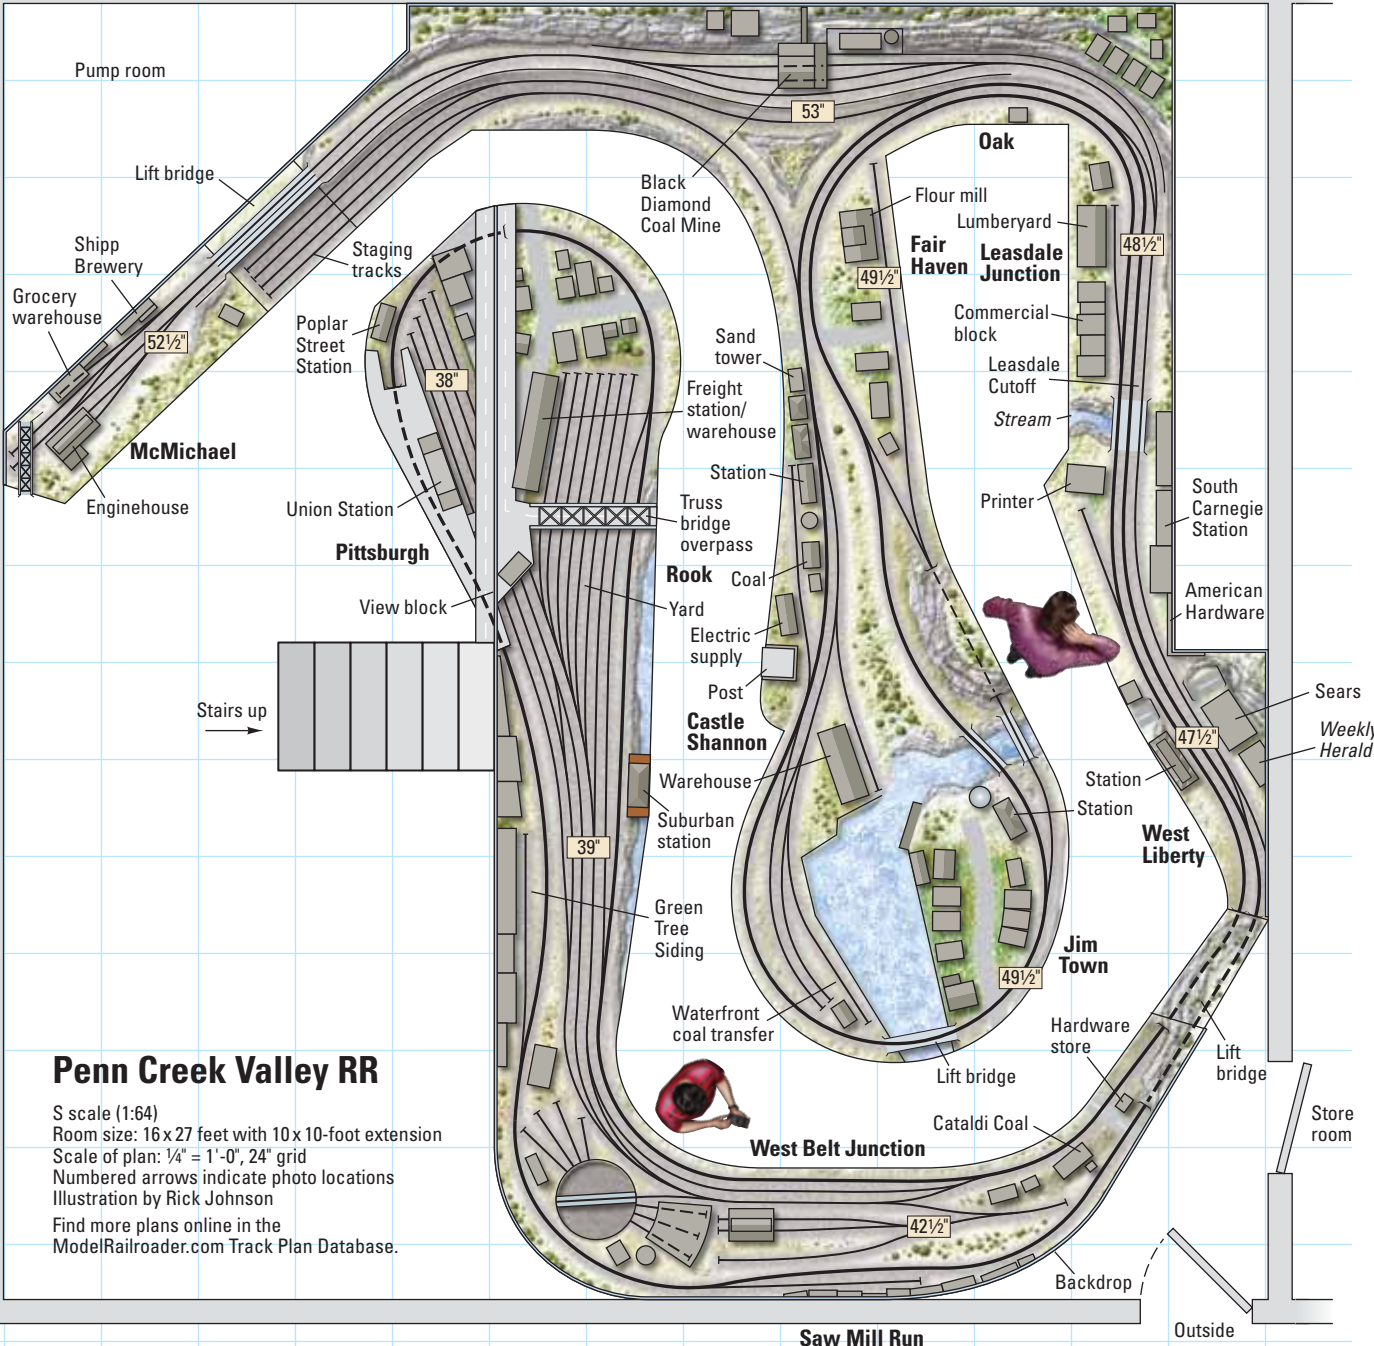 Pump room
53"
Oak
Lift bridge
Black
Diamond
Coal Mine
Flour mill
Lumberyard
Fair
Haven
Leasdale
Junction
48½"
49½"
Shipp
Brewery
Staging
tracks
Grocery
warehouse
52½"
Poplar
Street
Station
38"
Sand
tower
Commercial
block
Leasdale
Cutoff
Freight
station/
warehouse
Stream
McMichael
Enginehouse
Station
Printer
South
Carnegie
Station
Union Station
Truss
bridge
overpass
Pittsburgh
Rook
Coal
View block
Yard
American
Hardware
Electric
supply
Post
Stairs up
Castle
Shannon
Sears
Weekly
Herald
47½"
Warehouse
Station
Station
Suburban
station
West
Liberty
39"
Green
Tree
Siding
Jim
Town
49½"
Waterfront
coal transfer
Hardware
store
Lift
bridge
Lift bridge
Penn Creek Valley RR
S scale (1:64)
Room size: 16 x 27 feet with 10 x 10-foot extension
Scale of plan: ¼" = 1'-0", 24" grid
Numbered arrows indicate photo locations
Illustration by Rick Johnson
Find more plans online in the
ModelRailroader.com Track Plan Database.
Cataldi Coal
West Belt Junction
Store
room
42½"
Backdrop
Outside
Saw Mill Run